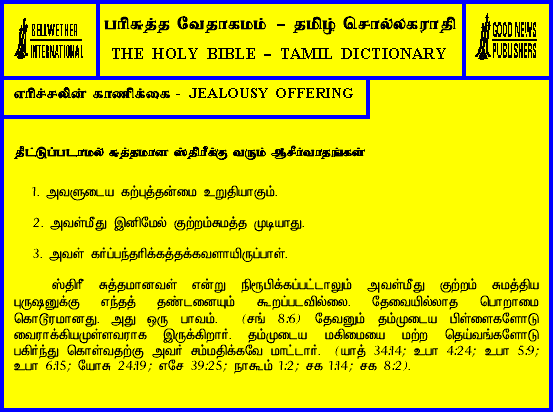 BELLWETHER
INTERNATIONAL
பரிசுத்த வேதாகமம் – தமிழ் சொல்லகராதி
THE HOLY BIBLE – TAMIL DICTIONARY
GOOD NEWS
PUBLISHERS
எரிச்சலின் காணிக்கை - JEALOUSY OFFERING
தீட்டுப்படாமல் சுத்தமான ஸ்திரீக்கு வரும் ஆசீர்வாதங்கள்
1. அவளுடைய கற்புத்தன்மை உறுதியாகும்.
2. அவள்மீது இனிமேல் குற்றம்சுமத்த முடியாது.
3. அவள் கர்ப்பந்தரிக்கத்தக்கவளாயிருப்பாள்.
ஸ்திரீ சுத்தமானவள் என்று நிரூபிக்கப்பட்டாலும் அவள்மீது குற்றம் சுமத்திய
புருஷனுக்கு எந்தத் தண்டனையும் கூறப்படவில்லை. தேவையில்லாத பொறாமை
கொடூரமானது. அது ஒரு பாவம். (சங் 8:6) தேவனும் தம்முடைய பிள்ளைகளோடு
வைராக்கியமுள்ளவராக இருக்கிறார். தம்முடைய மகிமையை மற்ற தெய்வங்களோடு
பகிர்ந்து கொள்வதற்கு அவர் சம்மதிக்கவே மாட்டார். (யாத் 34:14; உபா 4:24; உபா 5:9;
உபா 6:15; யோசு 24:19; எசே 39:25; நாகூம் 1:2; சக 1:14; சக 8:2).